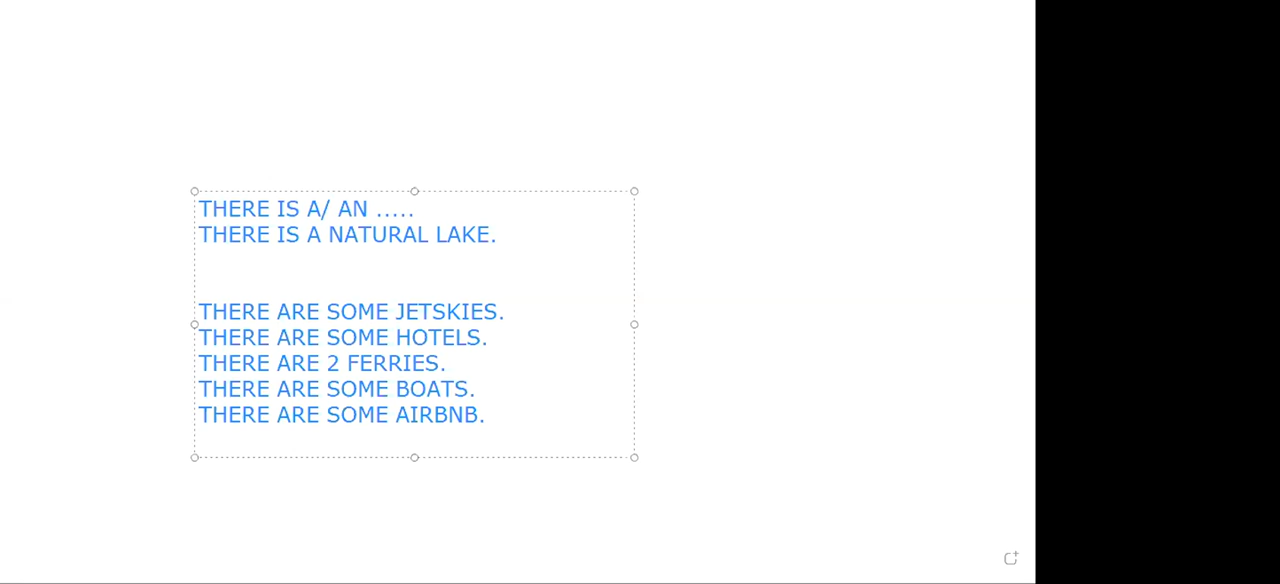 THERE IS A/ AN .....
THERE IS A NATURAL LAKE.
THERE ARE SOME JETSKIES.
THERE ARE SOME HOTELS.
THERE ARE 2 FERRIES.
THERE ARE SOME BOATS.
THERE ARE SOME AIRBNB.